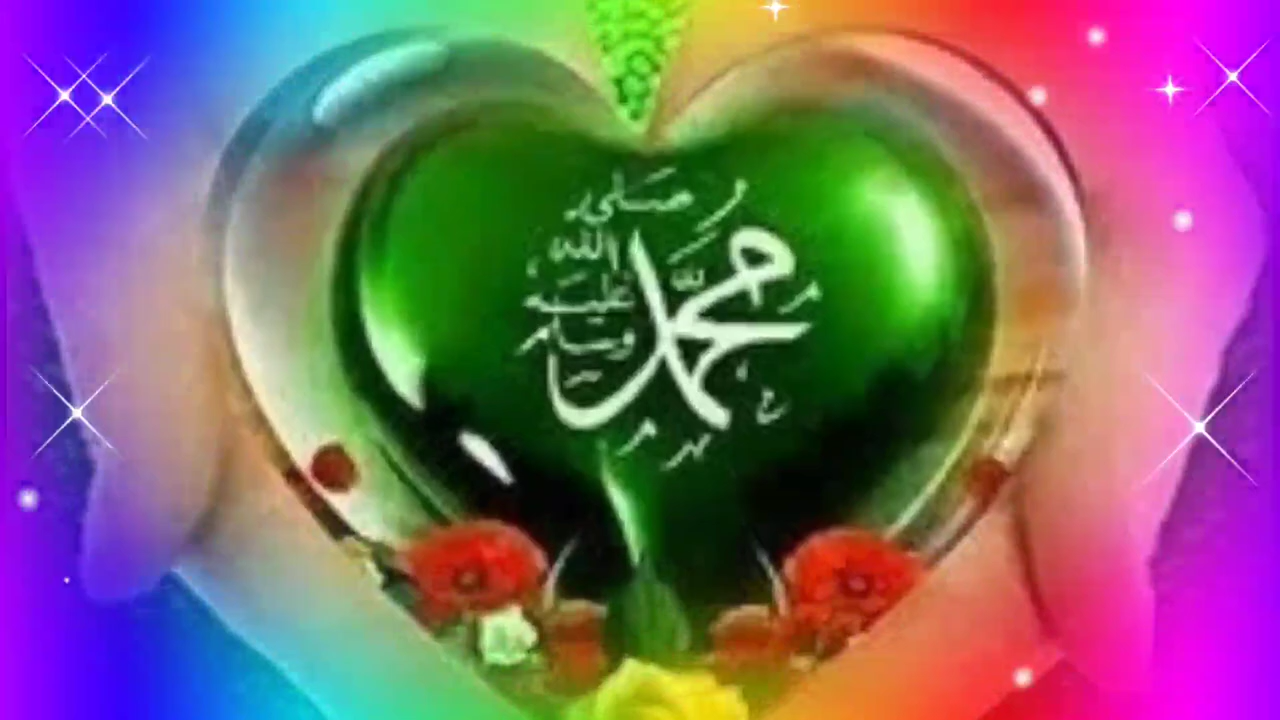 محمد
صلى
الله
عليه
وسلم